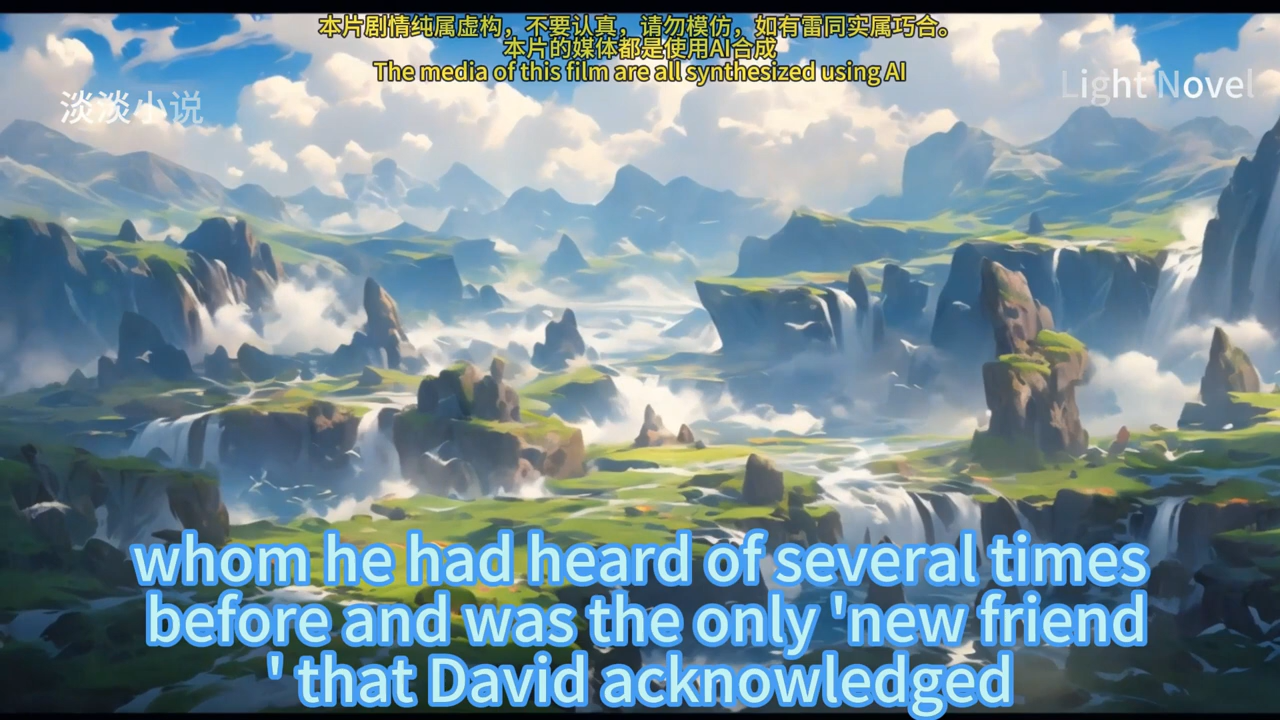 本片剧情纯属虚构，不要认真，请勿模仿，如有雷同实属巧合。
本片的媒体都是使用AI合成
The media of this film are all synthesized using AI
淡淡小说
Light Novel
whom he had heard of several times
before and was the only 'new friend
' that David acknowledged